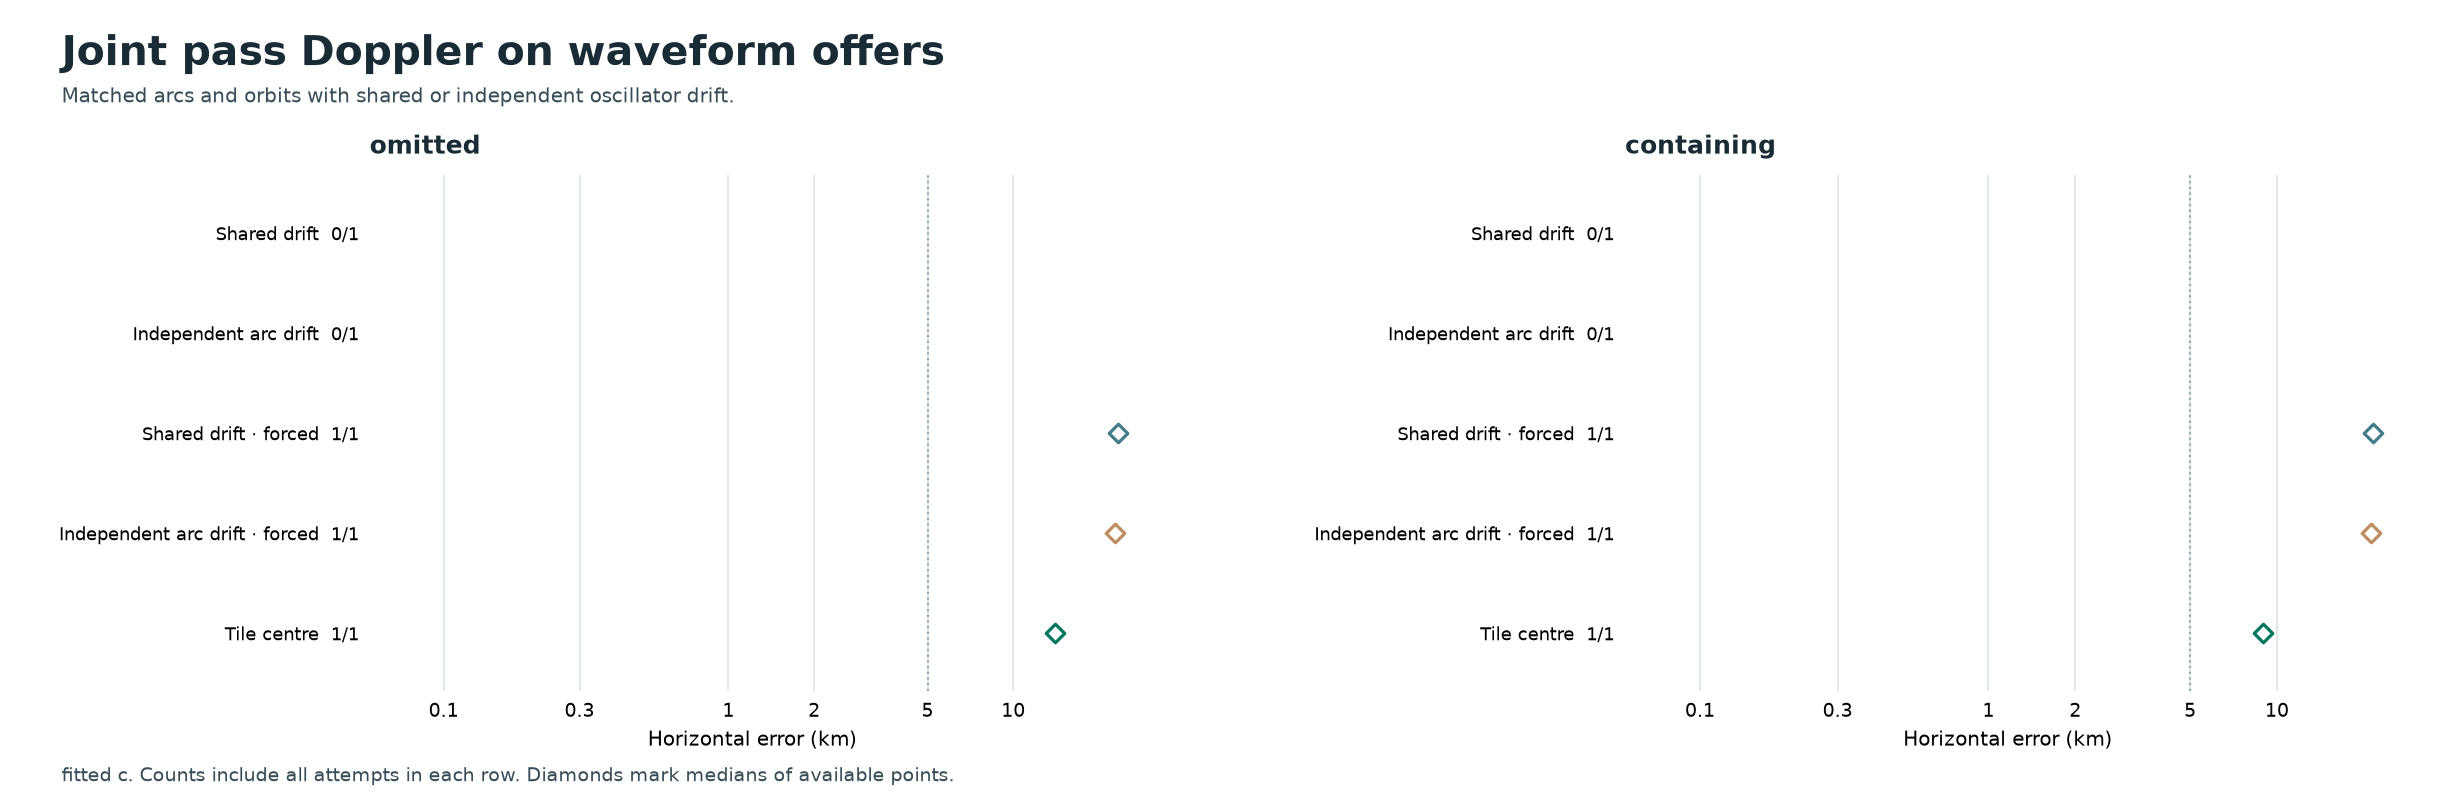 Joint pass Doppler on waveform offers
Matched arcs and orbits with shared or independent oscillator drift.
omitted
Shared drift 0/1
Independent arc drift 0/1
Shared drift · forced 1/1
Independent arc drift · forced 1/1
Tile centre 1/1
0.1 0.3 1 2 5 10
Horizontal error (km)
containing
Shared drift 0/1
Independent arc drift 0/1
Shared drift · forced 1/1
Independent arc drift · forced 1/1
Tile centre 1/1
0.1 0.3 1 2 5 10
Horizontal error (km)
fitted c. Counts include all attempts in each row. Diamonds mark medians of available points.